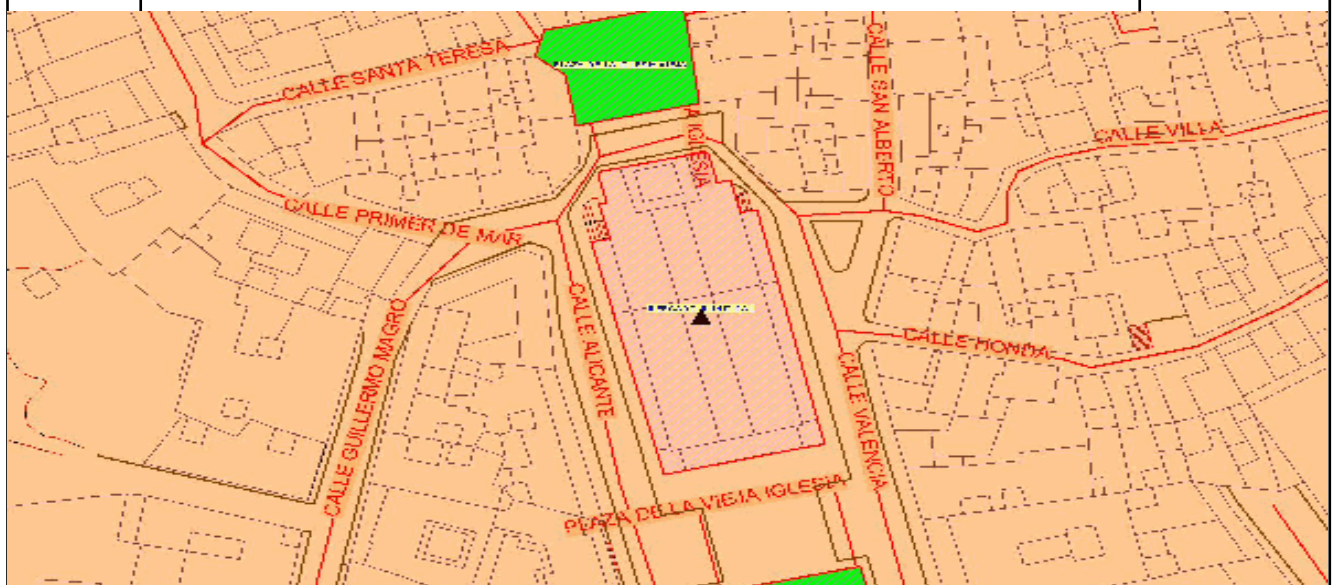 CALLE SANTA TERESA
CALLE SAN ALBERTO
CALLE VILLA
IGLESIA
CALLE PRIMER DE MAR
CALLE GUILLERMO MAGRO
CALLE ALICANTE
CALLE HONDA
CALLE VALENCIA
PLAZA DE LA VIEJA IGLESIA